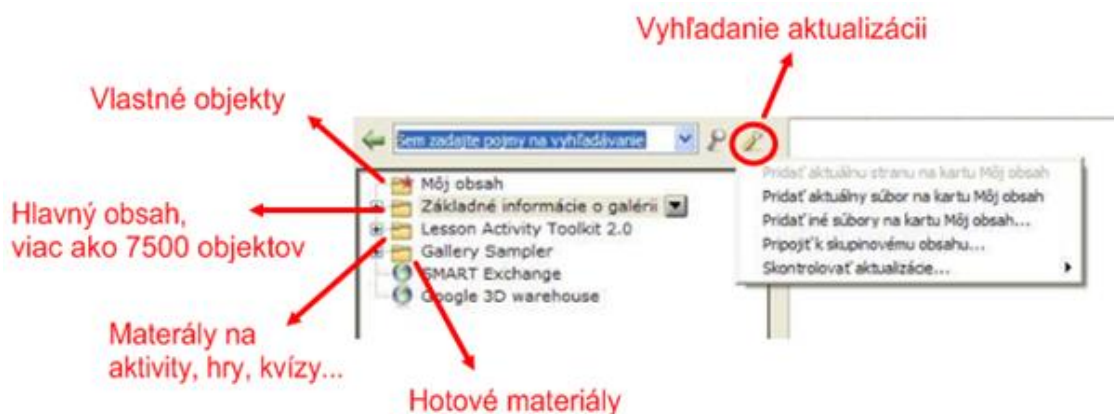 Vyhľadanie aktualizácii
Vlastné objekty
Sem zadajte pojmy na vyhľadávanie
Môj obsah
Základné informácie o galérii
Lesson Activity Toolkit 2.0
Gallery Sampler
SMART Exchange
Google 3D warehouse
Pridať aktuálnu stranu na kartu Môj obsah
Pridať aktuálny súbor na kartu Môj obsah
Pridať iné súbory na kartu Môj obsah...
Pripojiť k skupinovému obsahu...
Skontrolovať aktualizácie...
Hlavný obsah,
viac ako 7500 objektov
Materály na
aktivity, hry, kvízy...
Hotové materiály